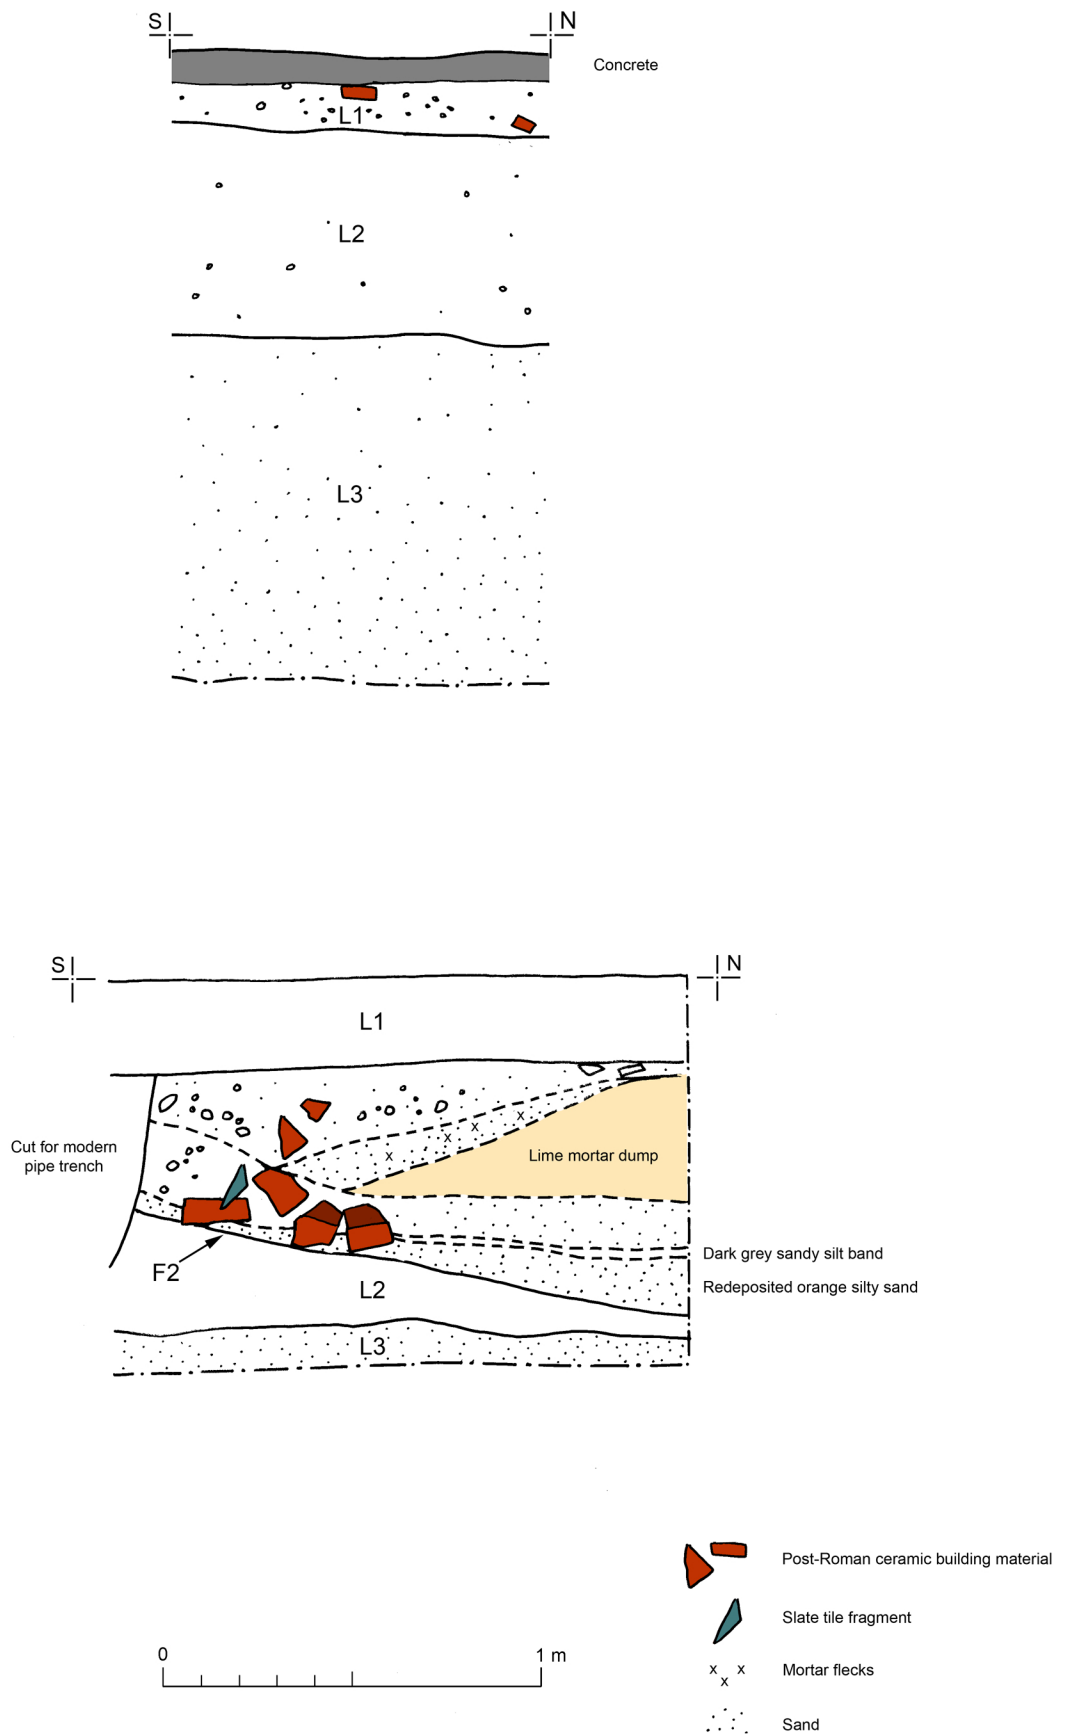 S N
Concrete
L1
L2
L3
S N
L1
Cut for modern
pipe trench
Lime mortar dump
Dark grey sandy silt band
F2
Redeposited orange silty sand
L2
L3
Post-Roman ceramic building material
Slate tile fragment
0 1 m
x x
x
Mortar flecks
Sand